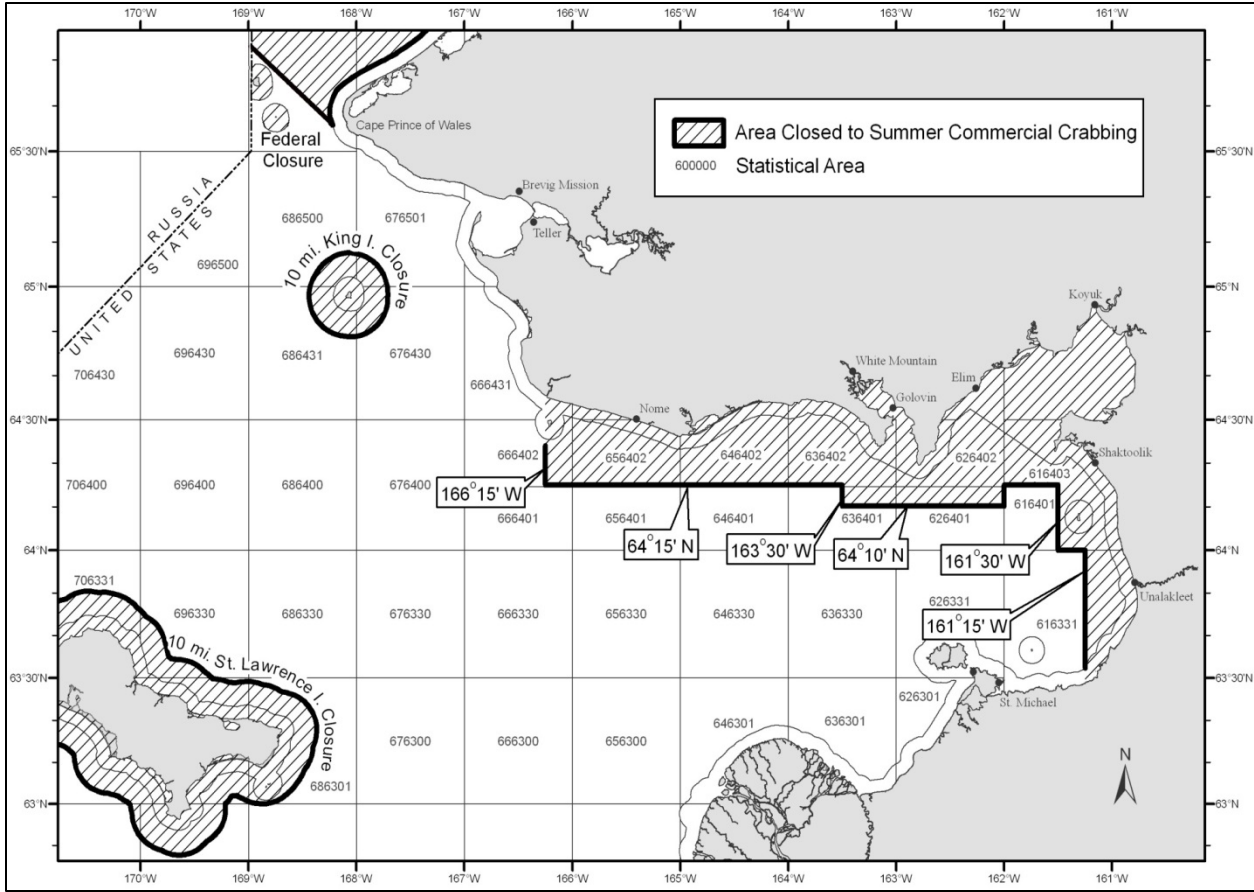 170°W 169°W 168°W 167°W 166°W 165°W 164°W 163°W 162°W 161°W
Cape Prince of Wales
Area Closed to Summer Commercial Crabbing
600000 Statistical Area
Federal
Closure
65°30'N 65°30'N
RUSSIA
UNITED STATES
Brevig Mission
Teller
686500 676501
10 mi. King I. Closure
696500
65°N 65°N
Koyuk
696430 686431 676430
706430
666431
White Mountain
Elim
Golovin
Nome
64°30'N 64°30'N
Shaktoolik
666402 656402 646402 636402 626402
616403
706400 696400 686400 676400
166°15' W
616401
666401 656401 646401 636401 626401
64°15' N
163°30' W
64°10' N
161°30' W
64°N 64°N
706331
Unalakleet
696330 686330 676330 666330 656330 646330 636330
626331
161°15' W
616331
10 mi. St. Lawrence I. Closure
63°30'N 63°30'N
626301
St. Michael
646301 636301
676300 666300 656300
686301
N
63°N 63°N
170°W 169°W 168°W 167°W 166°W 165°W 164°W 163°W 162°W 161°W